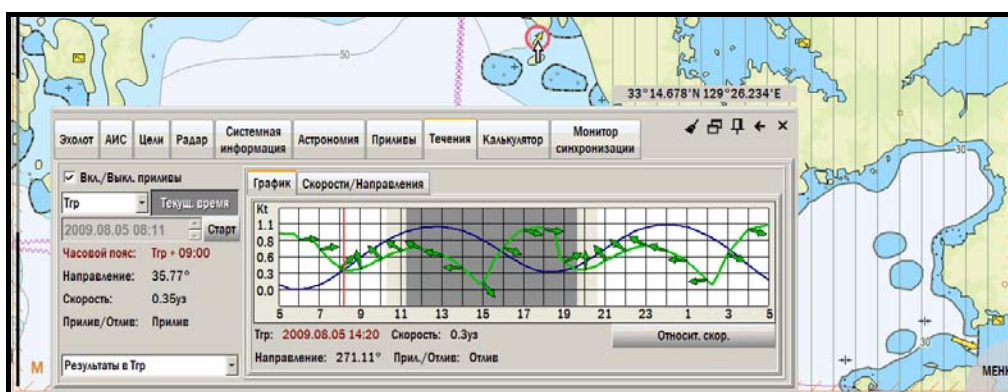 50
33°14.678'N 129°26.234'E
Эхолот АИС Цели Радар Системная информация Астрономия Приливы Течения Калькулятор Монитор синхронизации
Вкл./Выкл. приливы
Trp Текущ. время
2009.08.05 08:11 Старт
Часовой пояс: Trp + 09:00
Направление: 35.77°
Скорость: 0.35уз
Прилив/Отлив: Прилив
Результаты в Trp
График Скорости/Направления
Kt
1.1
0.8
0.6
0.3
0.0
5 7 9 11 13 15 17 19 21 23 1 3 5
Trp: 2009.08.05 14:20 Скорость: 0.3уз Относит. скор.
Направление: 271.11° Прил./Отлив: Отлив
30
30
М
МЕН